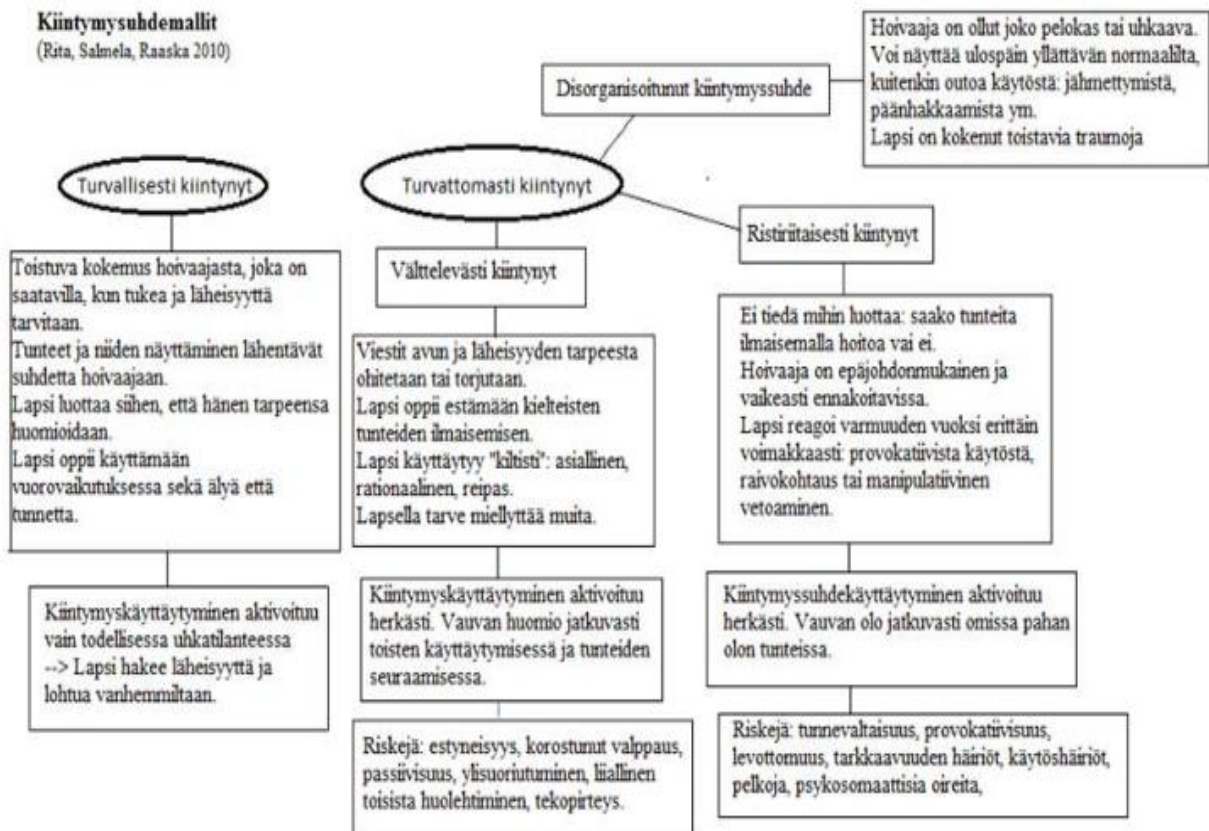 Kiintymysuhdemallit
(Rita, Salmela, Raaska 2010)
Hoivaaja on ollut joko pelokas tai uhkaava.
Voi näyttää ulospäin yllättävän normaalilta,
kuitenkin outoa käytöstä: jähmettymistä,
päänhakkaamista ym.
Lapsi on kokenut toistavia traumoja
Disorganisoitunut kiintymyssuhde
Turvallisesti kiintynyt
Turvattomasti kiintynyt
Ristiriitaisesti kiintynyt
Välttelevästi kiintynyt
Toistuva kokemus hoivaajasta, joka on
saatavilla, kun tukea ja läheisyyttä
tarvitaan.
Tunteet ja niiden näyttäminen lähentävät
suhdetta hoivaajaan.
Lapsi luottaa siihen, että hänen tarpeensa
huomioidaan.
Lapsi oppii käyttämään
vuorovaikutuksessa sekä älyä että
tunnetta.
Viestit avun ja läheisyyden tarpeesta
ohitetaan tai torjutaan.
Lapsi oppii estämään kielteisten
tunteiden ilmaisemisen.
Lapsi käyttäytyy "kiltisti": asiallinen,
rationaalinen, reipas.
Lapsella tarve miellyttää muita.
Ei tiedä mihin luottaa: saako tunteita
ilmaisemalla hoitoa vai ei.
Hoivaaja on epäjohdonmukainen ja
vaikeasti ennakoitavissa.
Lapsi reagoi varmuuden vuoksi erittäin
voimakkaasti: provokatiivista käytöstä,
raivokohtaus tai manipulatiivinen
vetoaminen.
Kiintymyskäyttäytyminen aktivoituu
vain todellisessa uhkatilanteessa
--> Lapsi hakee läheisyyttä ja
lohtua vanhemmiltaan.
Kiintymyskäyttäytyminen aktivoituu
herkästi. Vauvan huomio jatkuvasti
toisten käyttäytymisessä ja tunteiden
seuraamisessa.
Kiintymyssuhdekäyttäytyminen aktivoituu
herkästi. Vauvan olo jatkuvasti omissa pahan
olon tunteissa.
Riskejä: estyneisyys, korostunut valppaus,
passiivisuus, ylisuoriutuminen, liiallinen
toisista huolehtiminen, tekopirteys.
Riskejä: tunnevaltaisuus, provokatiivisuus,
levottomuus, tarkkaavuuden häiriöt, käytöshäiriöt,
pelkoja, psykosomaattisia oireita,